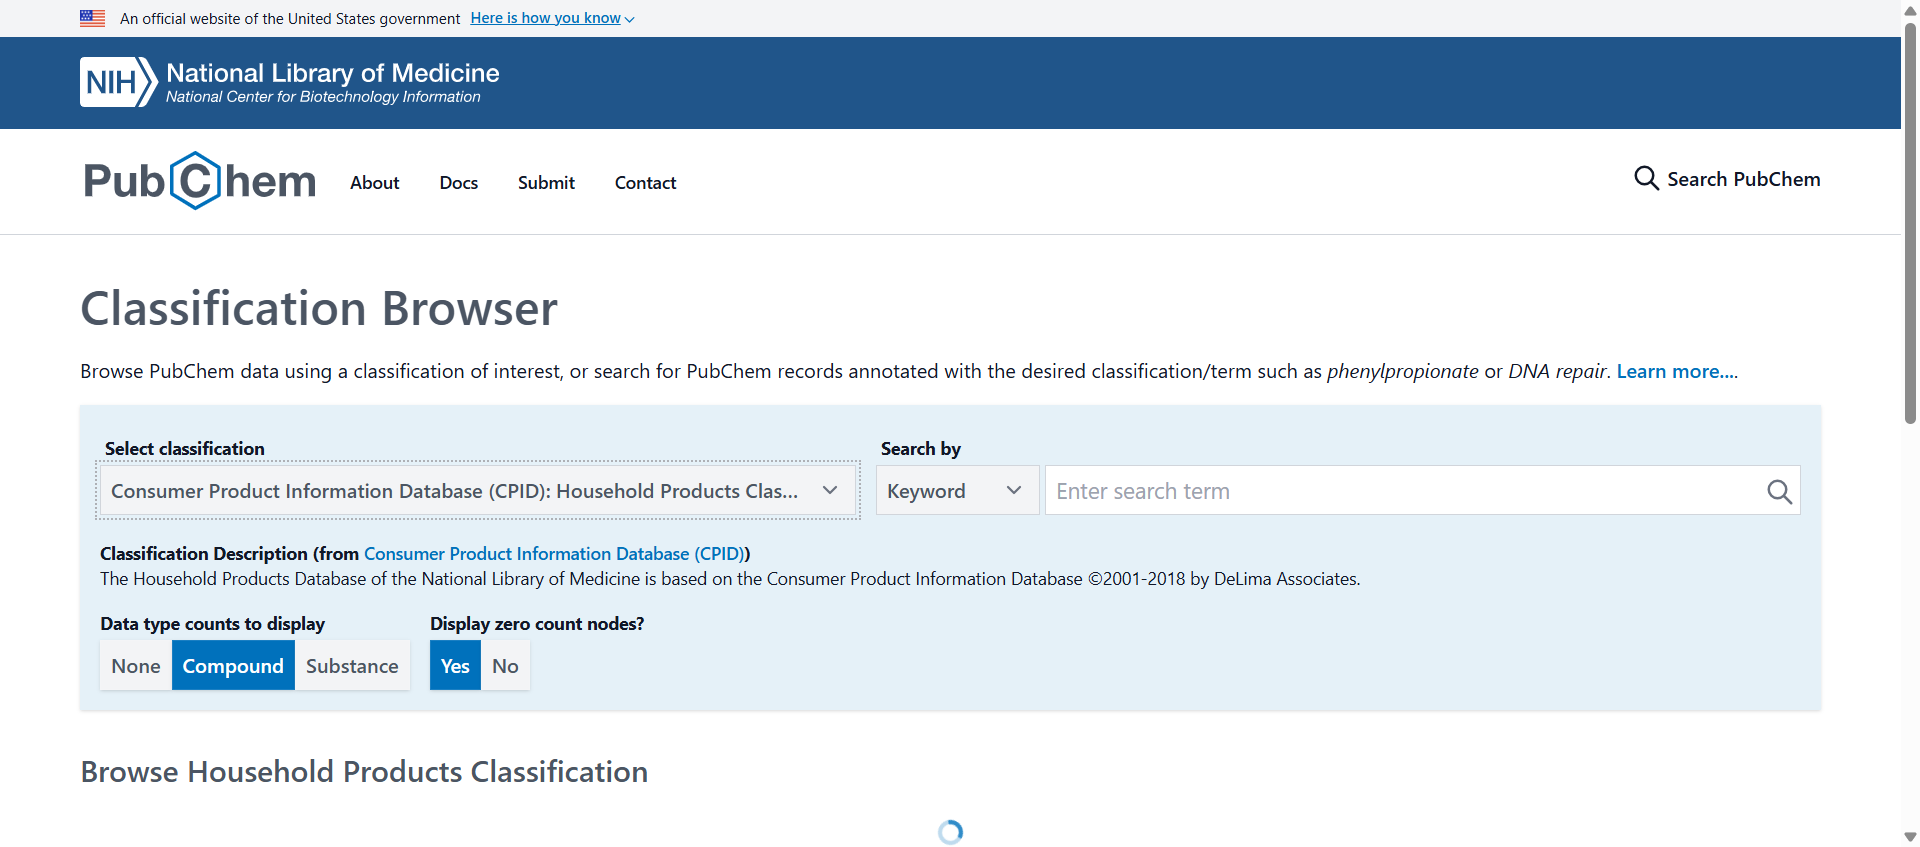 An official website of the United States government Here is how you know
NIH National Library of Medicine
National Center for Biotechnology Information
PubChem About Docs Submit Contact Search PubChem
Classification Browser
Browse PubChem data using a classification of interest, or search for PubChem records annotated with the desired classification/term such as phenylpropionate or DNA repair. Learn more....
Select classification Search by
Consumer Product Information Database (CPID): Household Products Clas... Keyword Enter search term
Classification Description (from Consumer Product Information Database (CPID))
The Household Products Database of the National Library of Medicine is based on the Consumer Product Information Database ©2001-2018 by DeLima Associates.
Data type counts to display Display zero count nodes?
None Compound Substance Yes No
Browse Household Products Classification